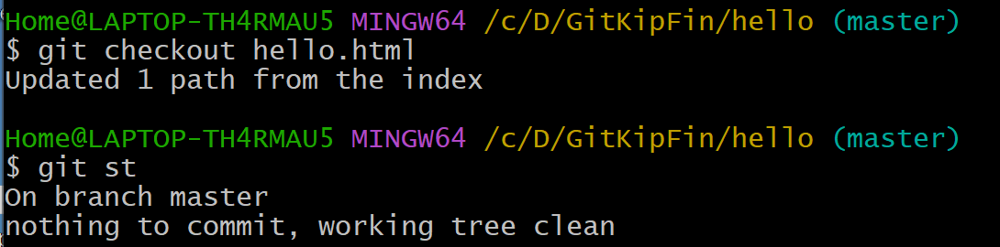 Home@LAPTOP-TH4RMAU5 MINGW64 /c/D/GitKipFin/hello (master)
$ git checkout hello.html
Updated 1 path from the index
Home@LAPTOP-TH4RMAU5 MINGW64 /c/D/GitKipFin/hello (master)
$ git st
On branch master
nothing to commit, working tree clean